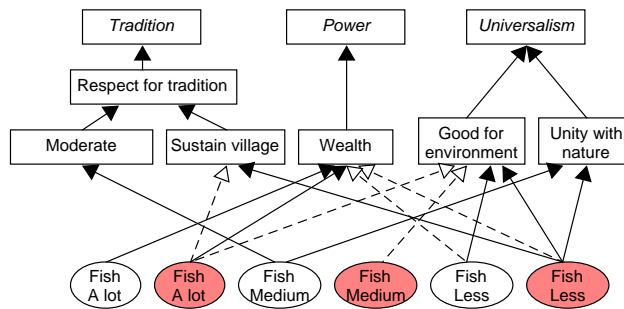 Tradition
Power
Universalism
Respect for tradition
Moderate
Sustain village
Wealth
Good for
environment
Unity with
nature
Fish
A lot
Fish
A lot
Fish
Medium
Fish
Medium
Fish
Less
Fish
Less